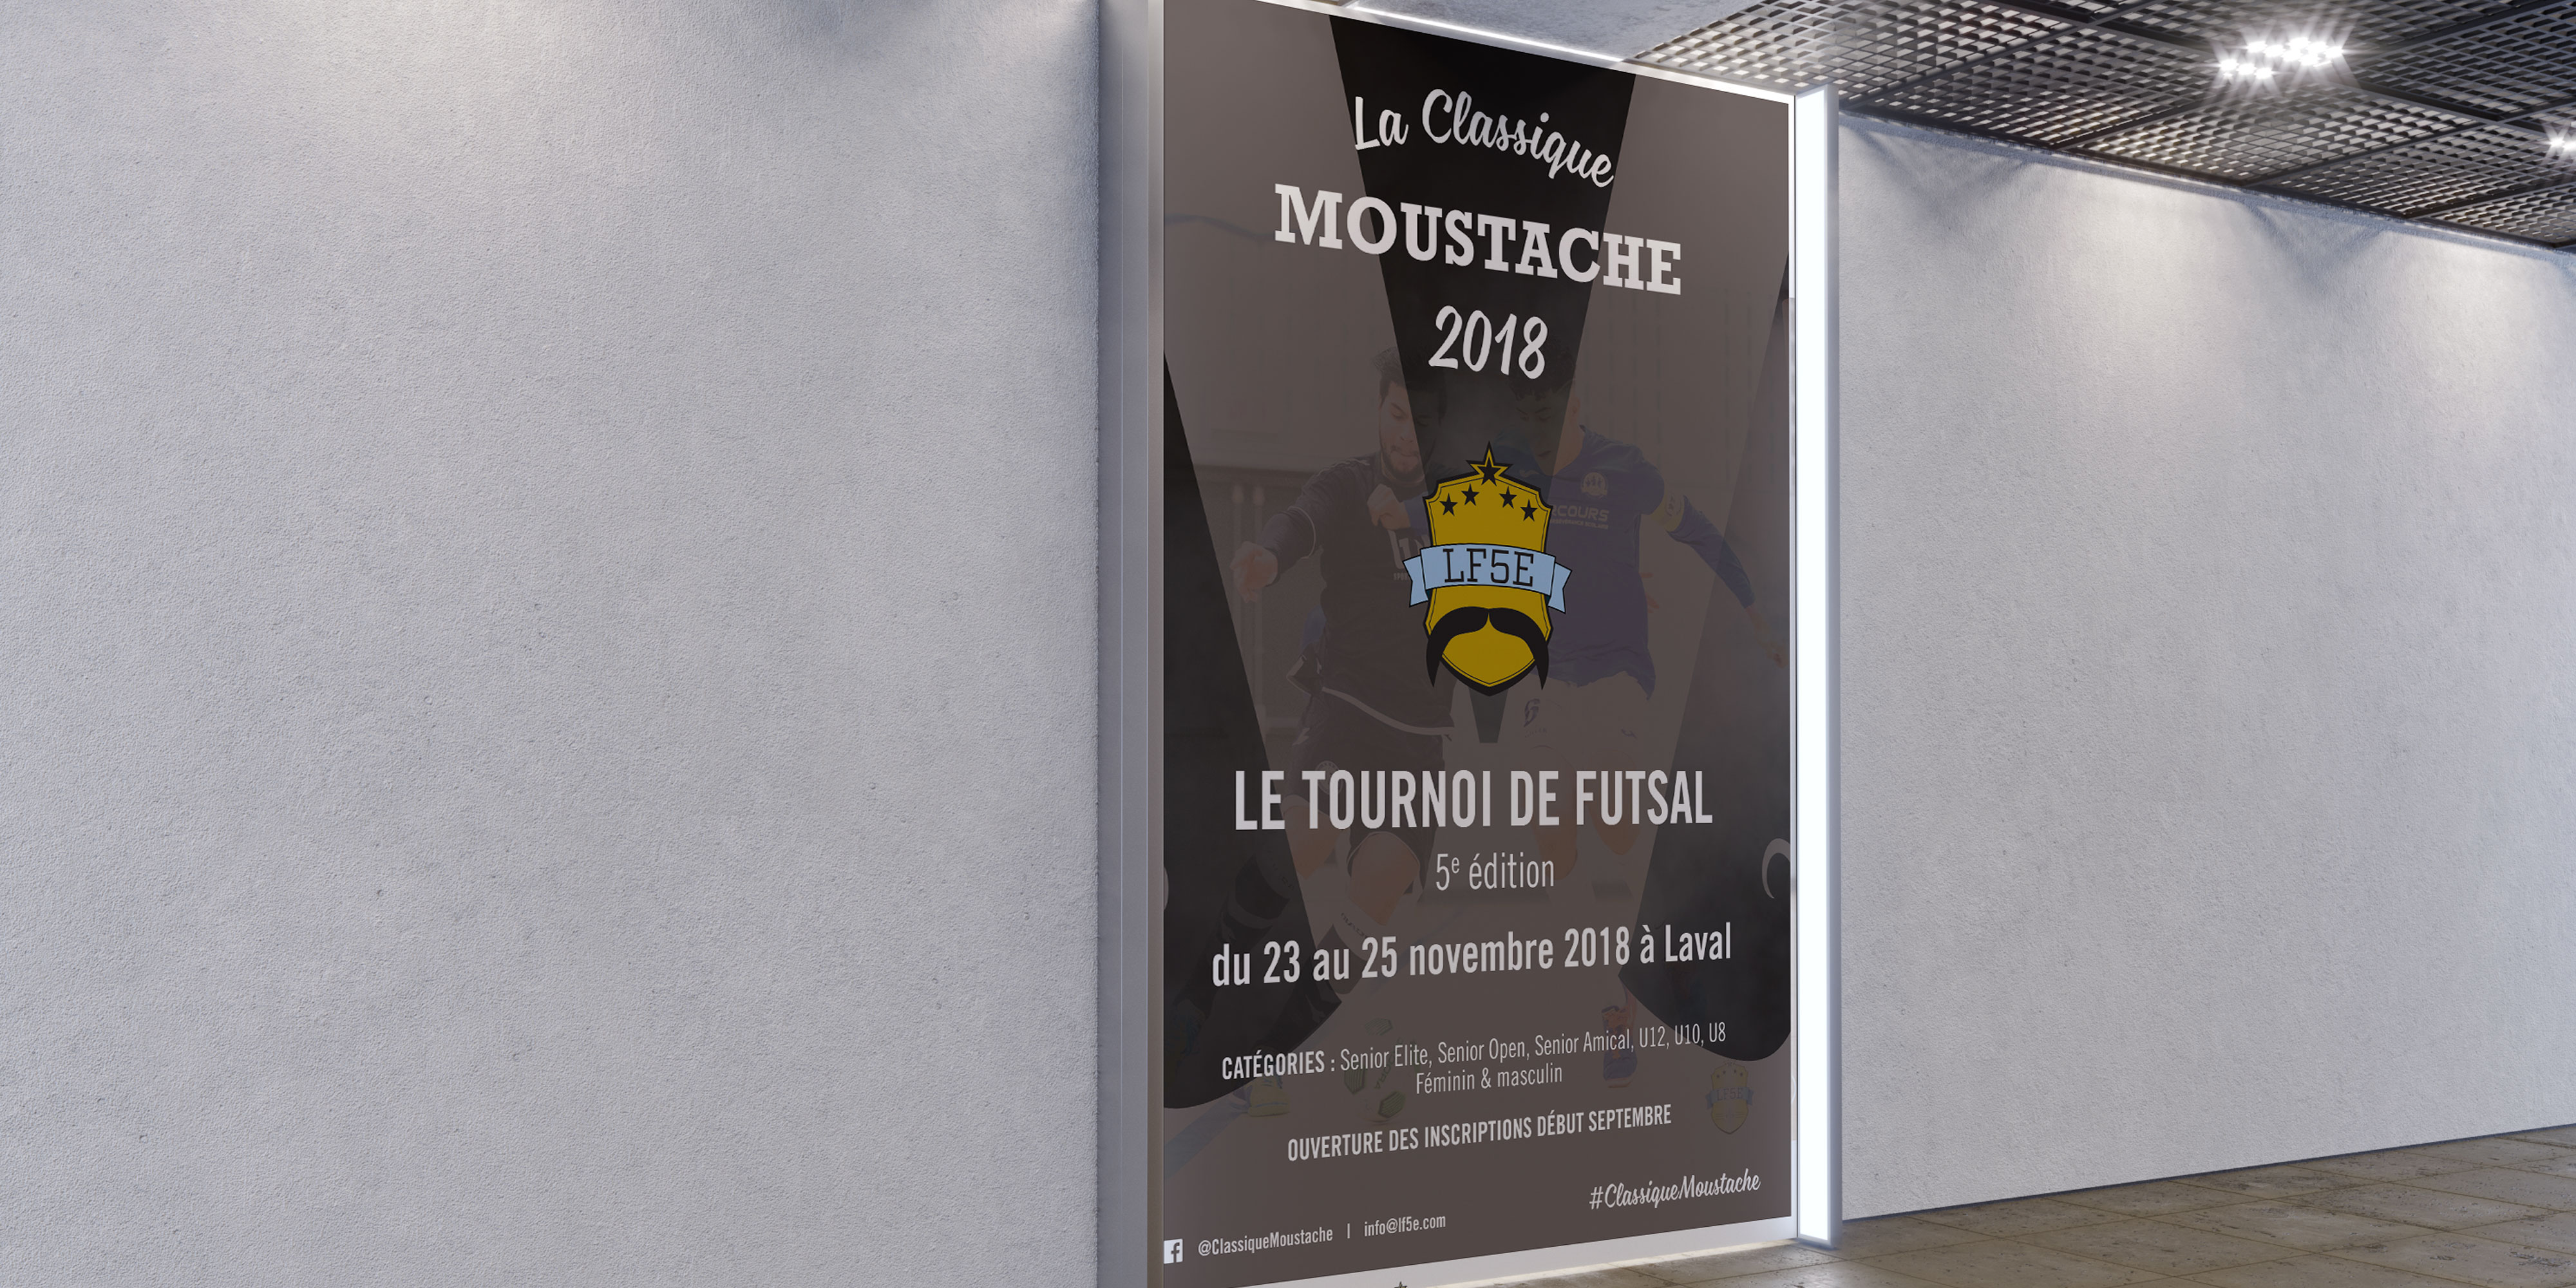 La Classique
MOUSTACHE
2018
LF5E
LE TOURNOI DE FUTSAL
5e édition
du 23 au 25 novembre 2018 à Laval
CATÉGORIES : Senior Elite, Senior Open, Senior Amical, U12, U10, U8
Féminin & masculin
OUVERTURE DES INSCRIPTIONS DÉBUT SEPTEMBRE
LF5E
#ClassiqueMoustache
@ClassiqueMoustache | info@lf5e.com